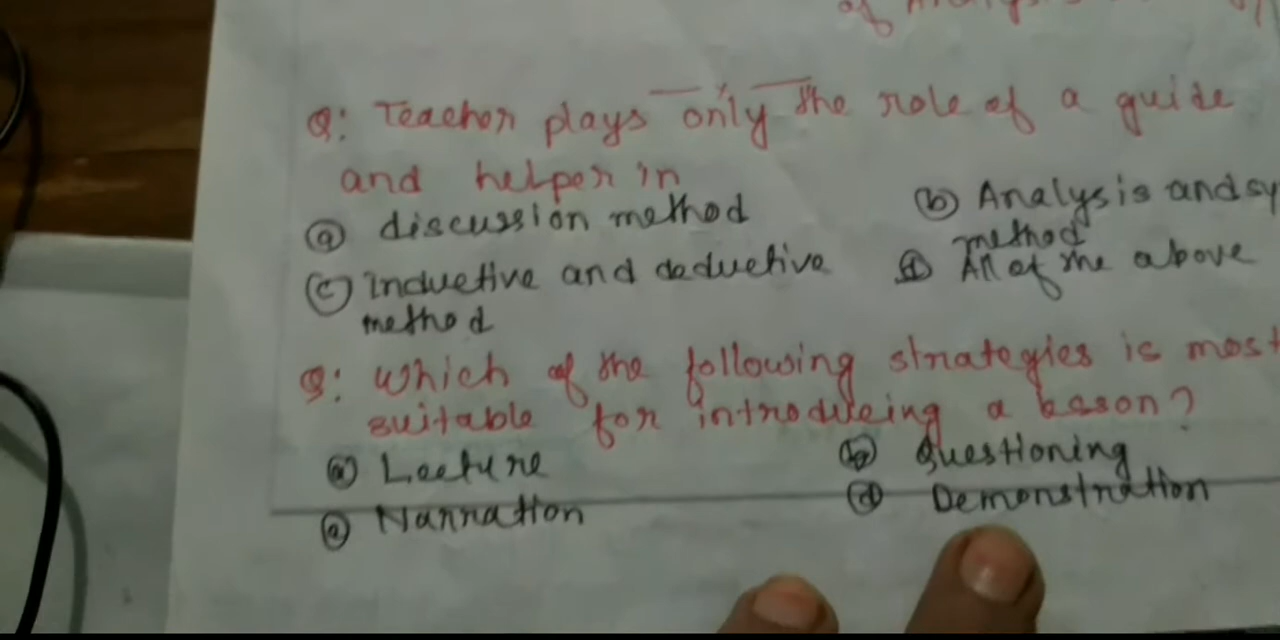 Q: Teacher plays only the role of a guide
and helper in
(a) discussion method (b) Analysis and sy
method
(c) Inductive and deductive (d) All of the above
method
Q: Which of the following strategies is most
suitable for introduceing a lesson?
(a) Lecture (b) Questioning
(c) Narration (d) Demonstration